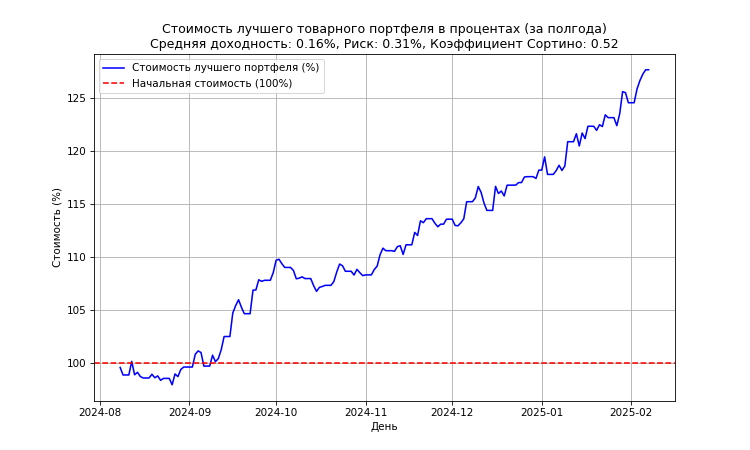 Стоимость лучшего товарного портфеля в процентах (за полгода)
Средняя доходность: 0.16%, Риск: 0.31%, Коэффициент Сортино: 0.52
Стоимость лучшего портфеля (%)
Начальная стоимость (100%)
Стоимость (%)
125
120
115
110
105
100
2024-08
2024-09
2024-10
2024-11
2024-12
2025-01
2025-02
День